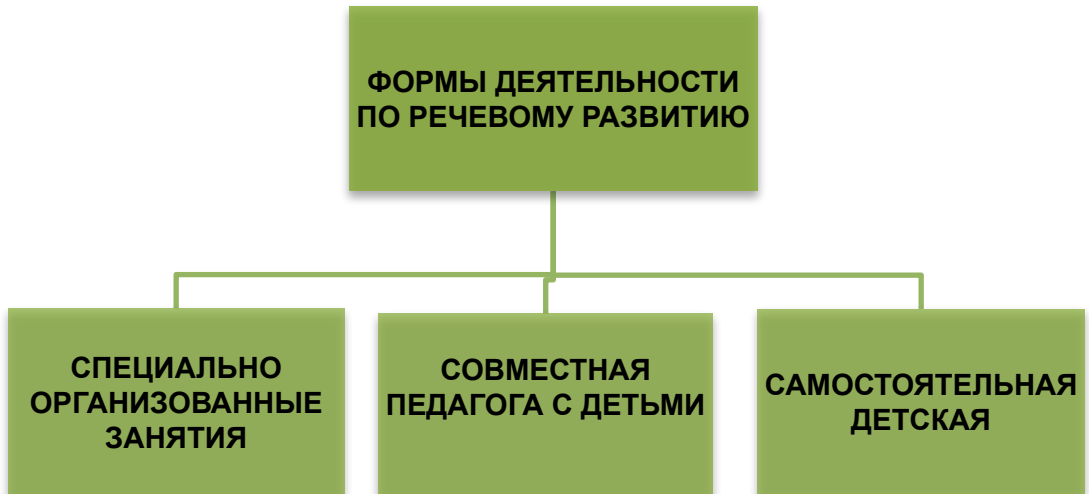 ФОРМЫ ДЕЯТЕЛЬНОСТИ
ПО РЕЧЕВОМУ РАЗВИТИЮ
СПЕЦИАЛЬНО
ОРГАНИЗОВАННЫЕ
ЗАНЯТИЯ
СОВМЕСТНАЯ
ПЕДАГОГА С ДЕТЬМИ
САМОСТОЯТЕЛЬНАЯ
ДЕТСКАЯ